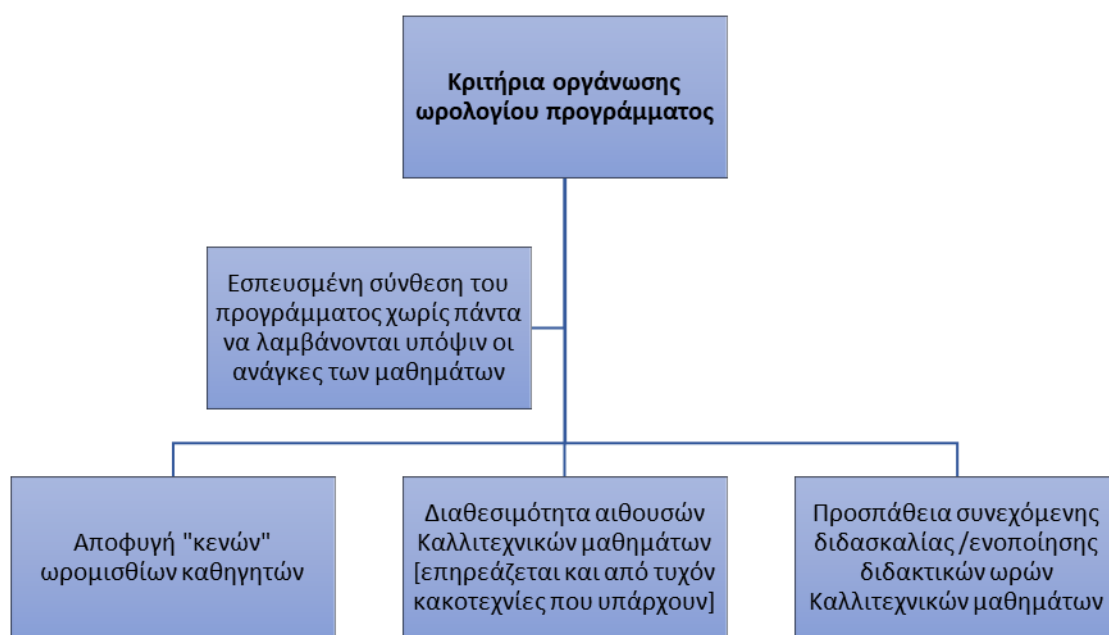 Κριτήρια οργάνωσης
ωρολογίου προγράμματος
Εσπευσμένη σύνθεση του
προγράμματος χωρίς πάντα
να λαμβάνονται υπόψιν οι
ανάγκες των μαθημάτων
Αποφυγή "κενών"
ωρομισθίων καθηγητών
Διαθεσιμότητα αιθουσών
Καλλιτεχνικών μαθημάτων
[επηρεάζεται και από τυχόν
κακοτεχνίες που υπάρχουν]
Προσπάθεια συνεχόμενης
διδασκαλίας /ενοποίησης
διδακτικών ωρών
Καλλιτεχνικών μαθημάτων